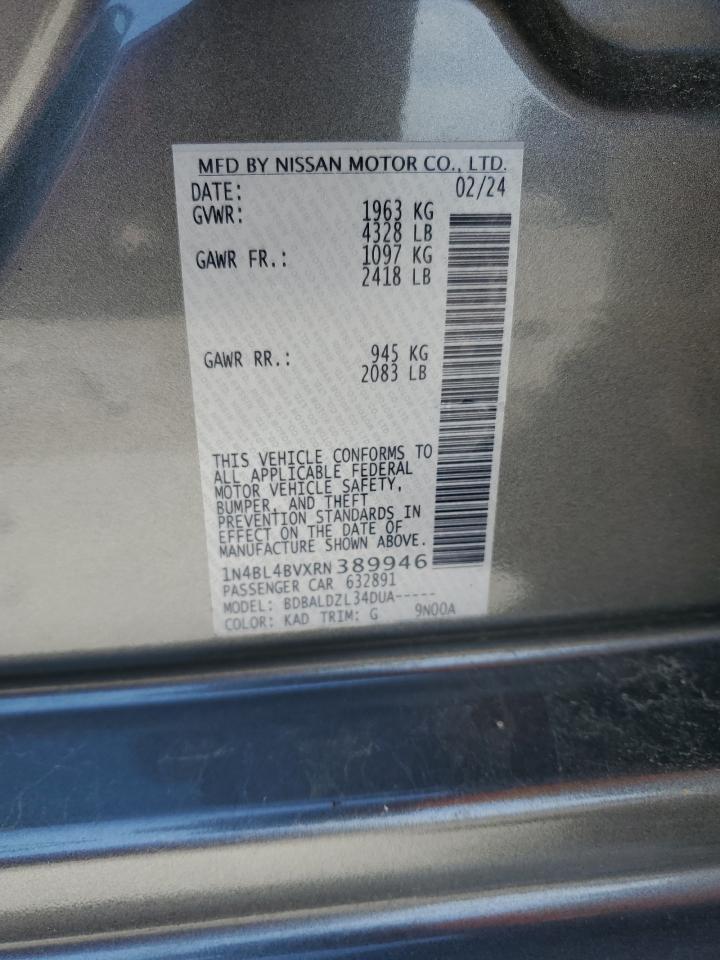 MFD BY NISSAN MOTOR CO., LTD.
DATE: 02/24
GVWR: 1963 KG
4328 LB
GAWR FR.: 1097 KG
2418 LB
GAWR RR.: 945 KG
2083 LB
THIS VEHICLE CONFORMS TO
ALL APPLICABLE FEDERAL
MOTOR VEHICLE SAFETY,
BUMPER, AND THEFT
PREVENTION STANDARDS IN
EFFECT ON THE DATE OF
MANUFACTURE SHOWN ABOVE.
1N4BL4BVXRN389946
PASSENGER CAR 632891
MODEL: BDBALDZL34DUA-----
COLOR: KAD TRIM: G 9N00A